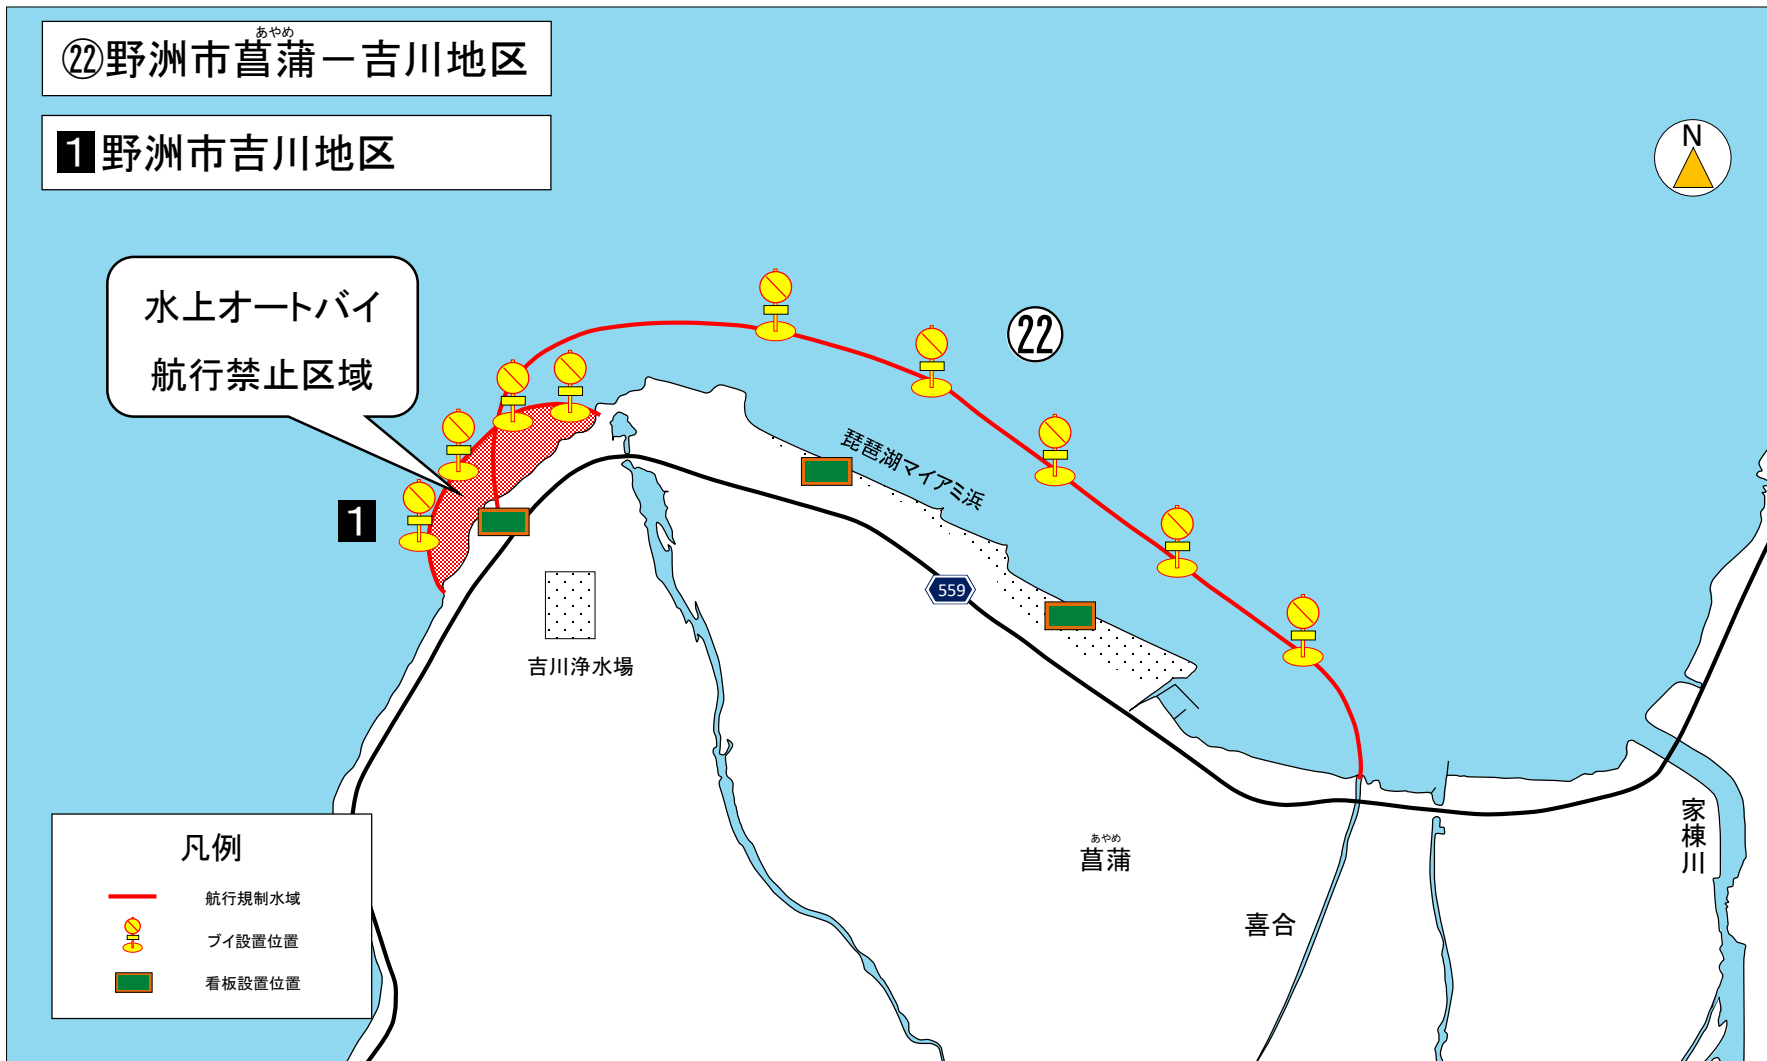 あやめ
㉒野洲市菖蒲－吉川地区
1野洲市吉川地区
N
水上オートバイ
航行禁止区域
㉒
琵琶湖マイアミ浜
1
559
吉川浄水場
家棟川
あやめ
菖蒲
喜合
凡例
航行規制水域
ブイ設置位置
看板設置位置